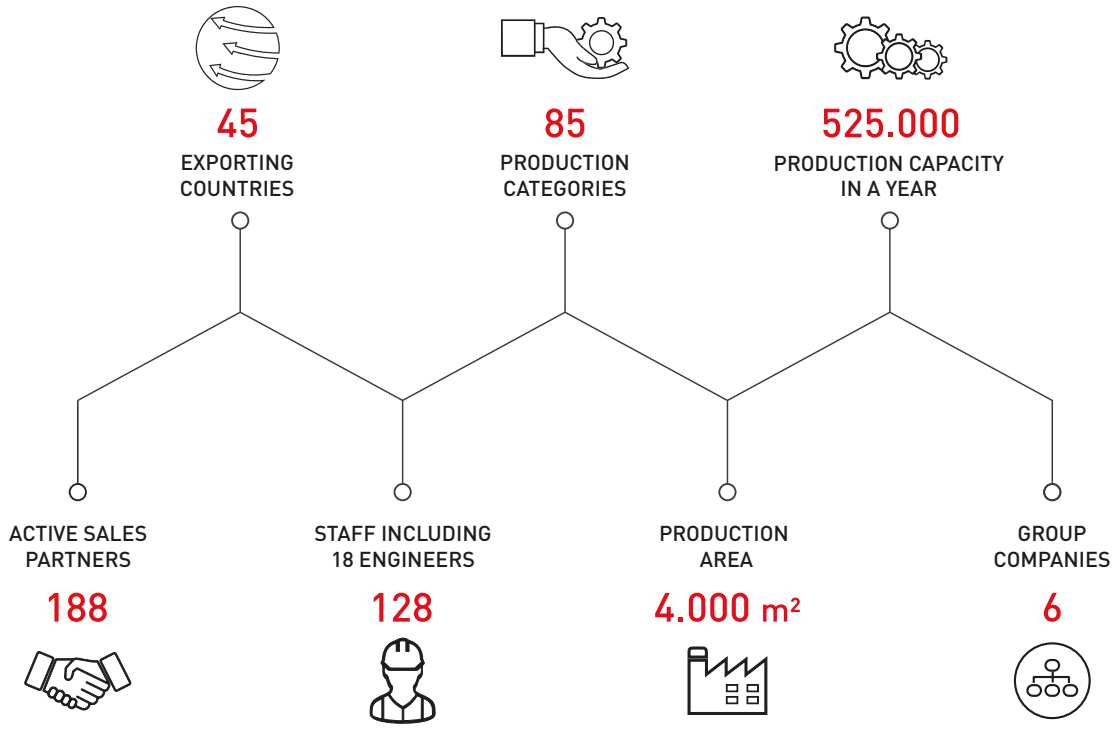 45
EXPORTING
COUNTRIES
85
PRODUCTION
CATEGORIES
525.000
PRODUCTION CAPACITY
IN A YEAR
ACTIVE SALES
PARTNERS
188
STAFF INCLUDING
18 ENGINEERS
128
PRODUCTION
AREA
4.000 m²
GROUP
COMPANIES
6